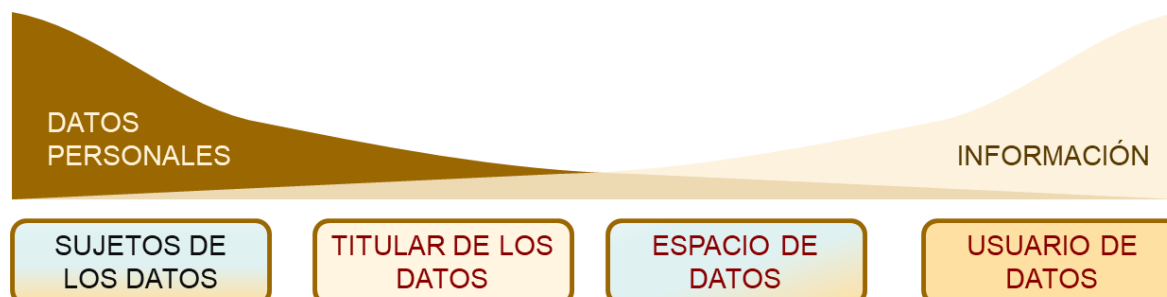 DATOS
PERSONALES
INFORMACIÓN
SUJETOS DE
LOS DATOS
TITULAR DE LOS
DATOS
ESPACIO DE
DATOS
USUARIO DE
DATOS